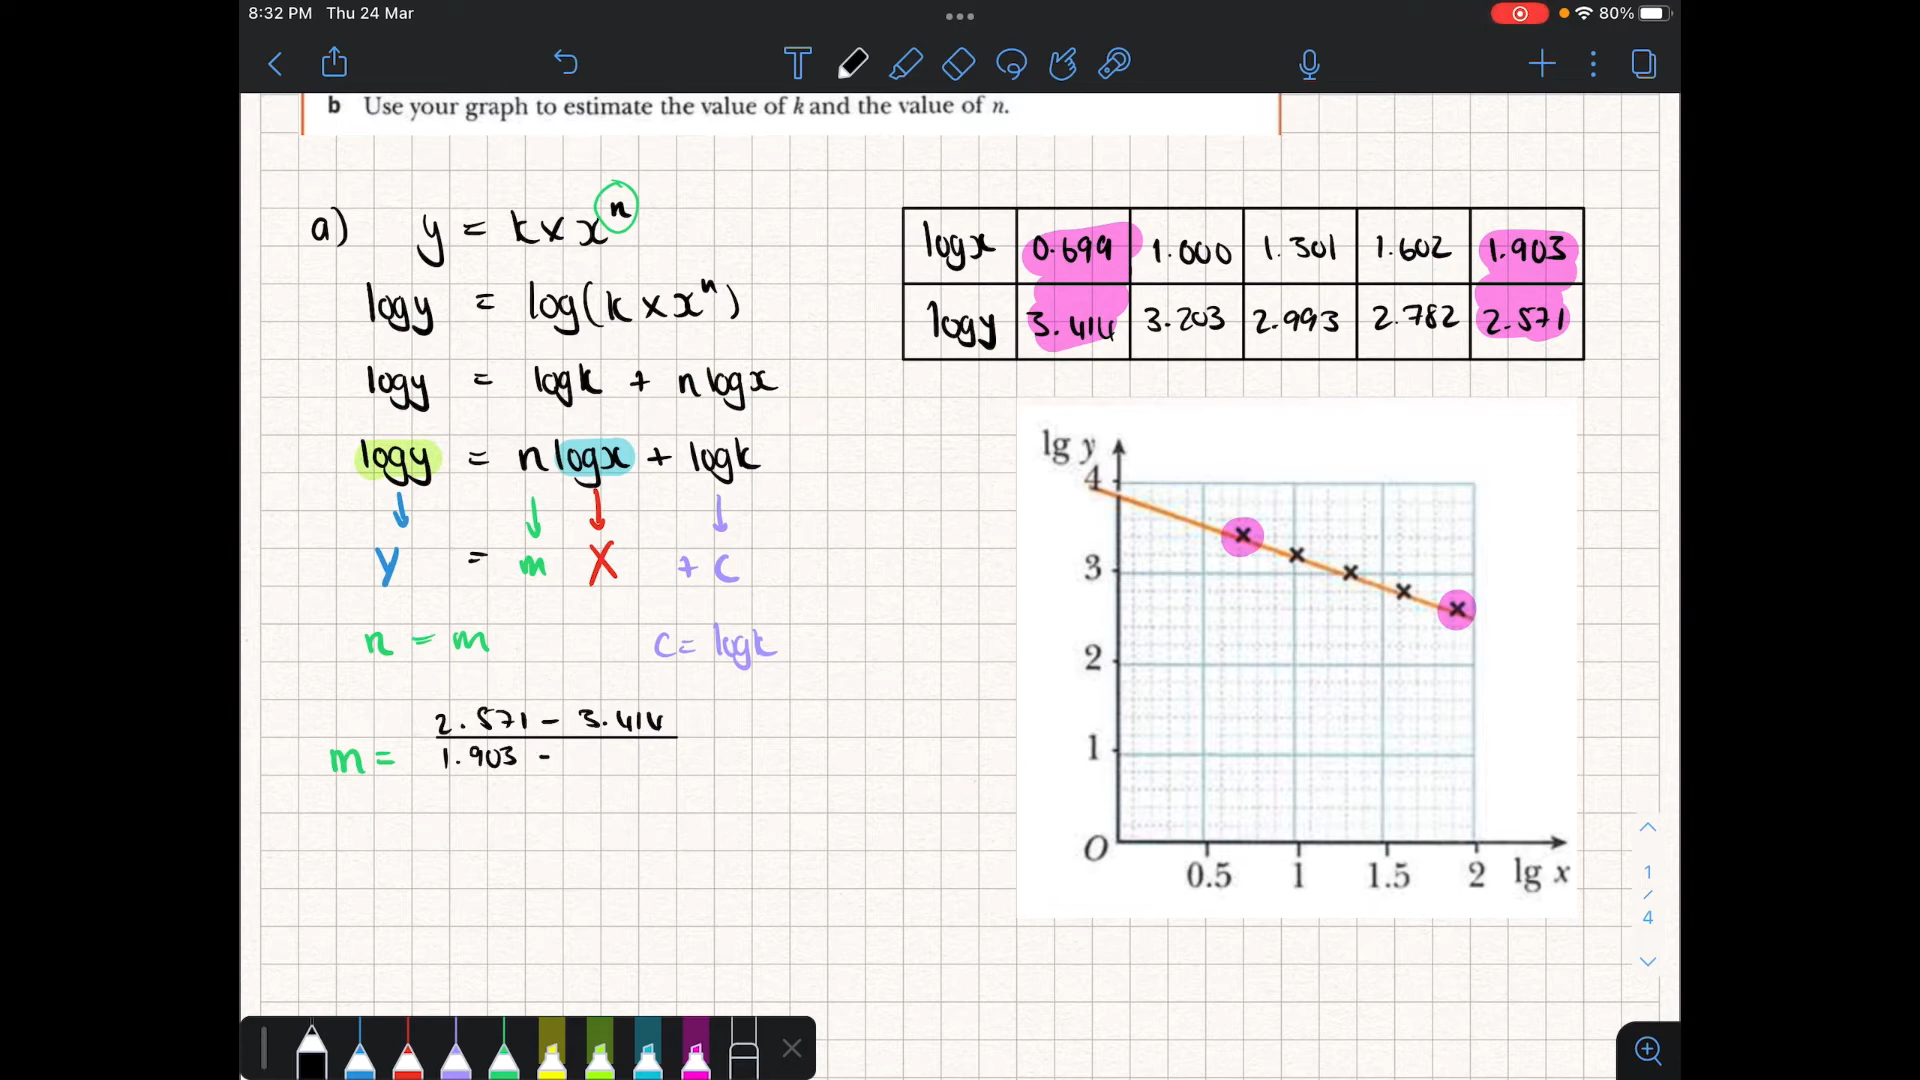 8:32 PM Thu 24 Mar
80%
b Use your graph to estimate the value of k and the value of n.
a) y = k × x^n
log y = log(k × x^n)
log y = log k + n log x
log y = n log x + log k
y = m X + c
n = m
c = log k
m = 2.571 - 3.414
1.903 -
log x 0.699 1.000 1.301 1.602 1.903
log y 3.414 3.203 2.993 2.782 2.571
lg y
4
3
2
1
O
0.5 1 1.5 2 lg x
1
/
4